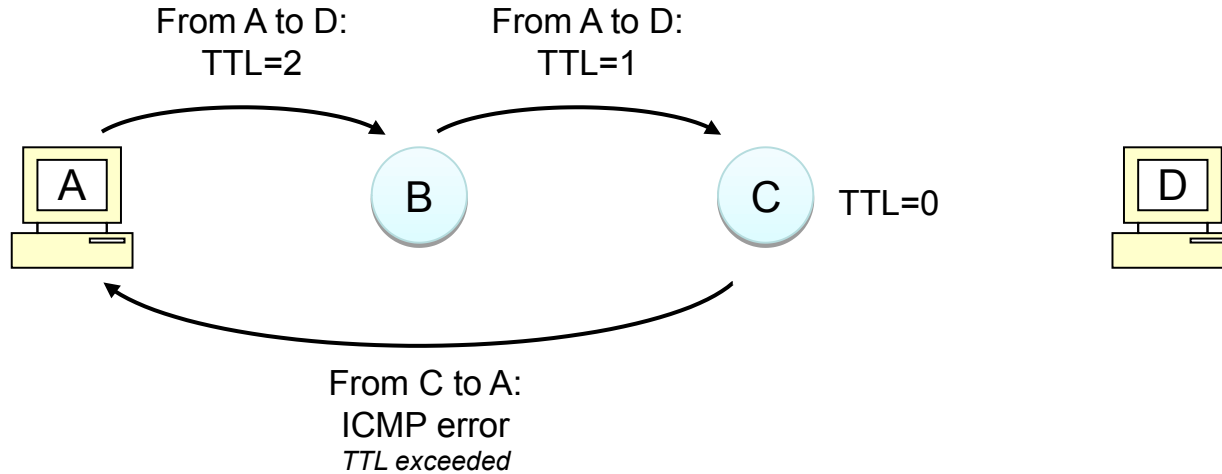 From A to D:
TTL=2
From A to D:
TTL=1
A
B
C
TTL=0
D
From C to A:
ICMP error
TTL exceeded